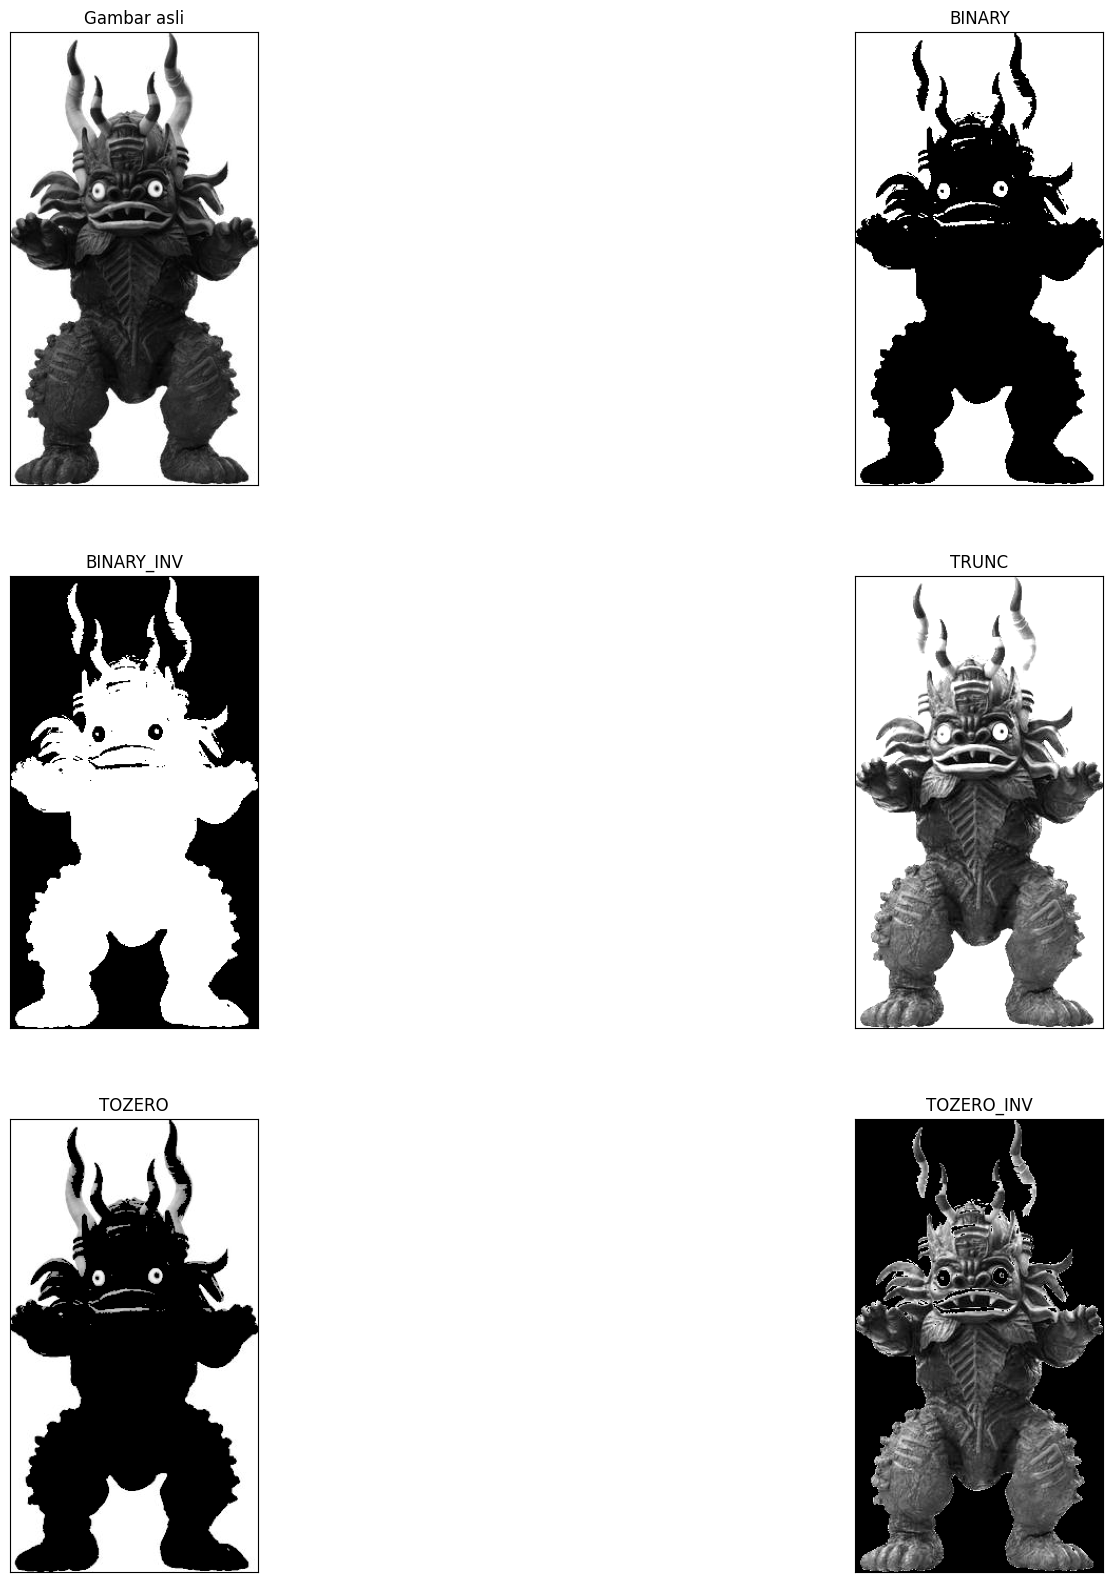 Gambar asli
BINARY
BINARY_INV
TRUNC
TOZERO
TOZERO_INV